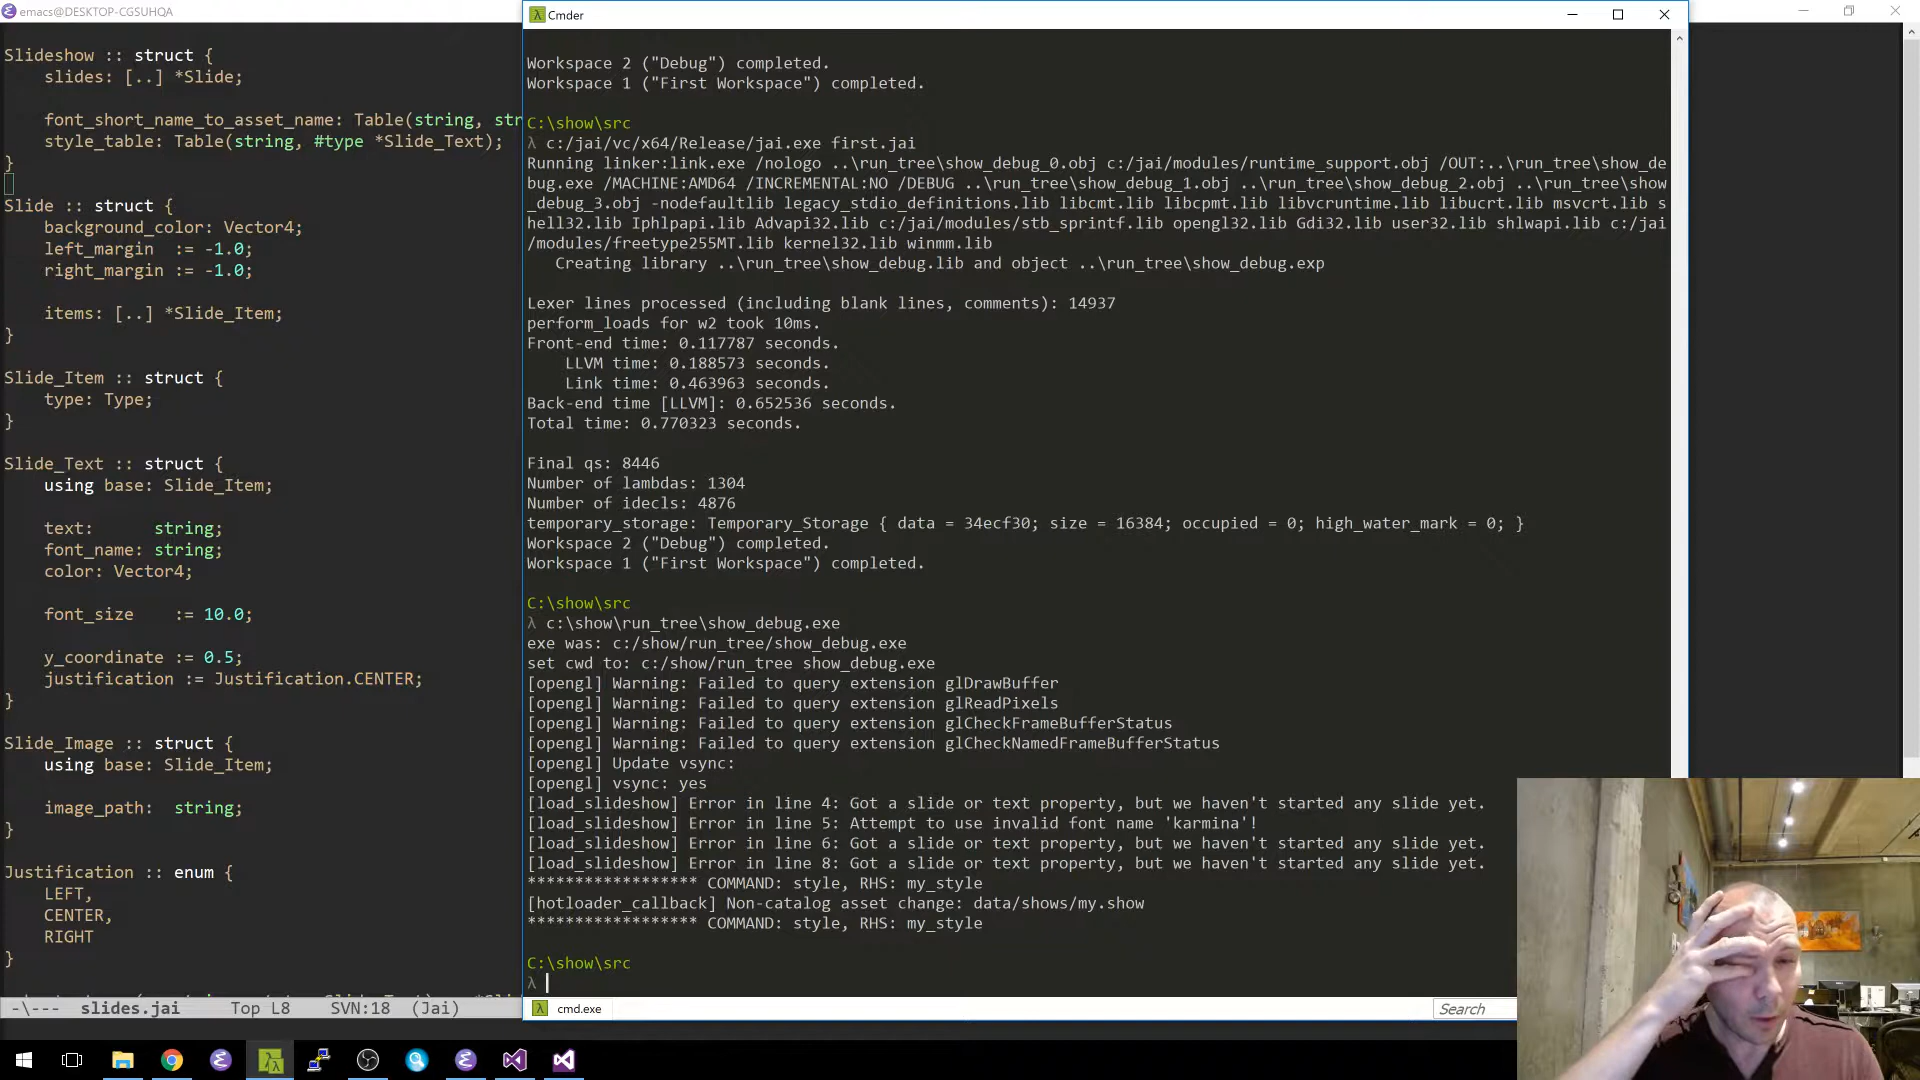 emacs@DESKTOP-CGSUHQA
Slideshow :: struct {
slides: [..] *Slide;
font_short_name_to_asset_name: Table(string, str
style_table: Table(string, #type *Slide_Text);
}
Slide :: struct {
background_color: Vector4;
left_margin  := -1.0;
right_margin := -1.0;
items: [..] *Slide_Item;
}
Slide_Item :: struct {
type: Type;
}
Slide_Text :: struct {
using base: Slide_Item;
text:      string;
font_name: string;
color: Vector4;
font_size    := 10.0;
y_coordinate := 0.5;
justification := Justification.CENTER;
}
Slide_Image :: struct {
using base: Slide_Item;
image_path:  string;
}
Justification :: enum {
LEFT,
CENTER,
RIGHT
}
-\---  slides.jai     Top L8    SVN:18  (Jai)
Cmder
Workspace 2 ("Debug") completed.
Workspace 1 ("First Workspace") completed.
C:\show\src
λ c:/jai/vc/x64/Release/jai.exe first.jai
Running linker:link.exe /nologo ..\run_tree\show_debug_0.obj c:/jai/modules/runtime_support.obj /OUT:..\run_tree\show_de
bug.exe /MACHINE:AMD64 /INCREMENTAL:NO /DEBUG ..\run_tree\show_debug_1.obj ..\run_tree\show_debug_2.obj ..\run_tree\show
_debug_3.obj -nodefaultlib legacy_stdio_definitions.lib libcmt.lib libcpmt.lib libvcruntime.lib libucrt.lib msvcrt.lib s
hell32.lib Iphlpapi.lib Advapi32.lib c:/jai/modules/stb_sprintf.lib opengl32.lib Gdi32.lib user32.lib shlwapi.lib c:/jai
/modules/freetype255MT.lib kernel32.lib winmm.lib
Creating library ..\run_tree\show_debug.lib and object ..\run_tree\show_debug.exp
Lexer lines processed (including blank lines, comments): 14937
perform_loads for w2 took 10ms.
Front-end time: 0.117787 seconds.
LLVM time: 0.188573 seconds.
Link time: 0.463963 seconds.
Back-end time [LLVM]: 0.652536 seconds.
Total time: 0.770323 seconds.
Final qs: 8446
Number of lambdas: 1304
Number of idecls: 4876
temporary_storage: Temporary_Storage { data = 34ecf30; size = 16384; occupied = 0; high_water_mark = 0; }
Workspace 2 ("Debug") completed.
Workspace 1 ("First Workspace") completed.
C:\show\src
λ c:\show\run_tree\show_debug.exe
exe was: c:/show/run_tree/show_debug.exe
set cwd to: c:/show/run_tree show_debug.exe
[opengl] Warning: Failed to query extension glDrawBuffer
[opengl] Warning: Failed to query extension glReadPixels
[opengl] Warning: Failed to query extension glCheckFrameBufferStatus
[opengl] Warning: Failed to query extension glCheckNamedFrameBufferStatus
[opengl] Update vsync:
[opengl] vsync: yes
[load_slideshow] Error in line 4: Got a slide or text property, but we haven't started any slide yet.
[load_slideshow] Error in line 5: Attempt to use invalid font name 'karmina'!
[load_slideshow] Error in line 6: Got a slide or text property, but we haven't started any slide yet.
[load_slideshow] Error in line 8: Got a slide or text property, but we haven't started any slide yet.
****************** COMMAND: style, RHS: my_style
[hotloader_callback] Non-catalog asset change: data/shows/my.show
****************** COMMAND: style, RHS: my_style
C:\show\src
λ
cmd.exe
Search